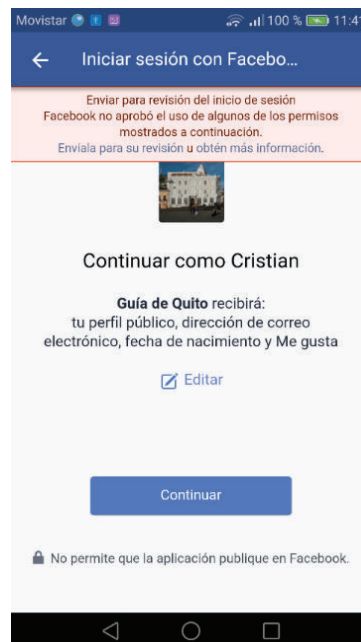 Movistar 100 % 11:41
Iniciar sesión con Facebo...
Enviar para revisión del inicio de sesión
Facebook no aprobó el uso de algunos de los permisos
mostrados a continuación.
Envíala para su revisión u obtén más información.
Continuar como Cristian
Guía de Quito recibirá:
tu perfil público, dirección de correo
electrónico, fecha de nacimiento y Me gusta
Editar
Continuar
No permite que la aplicación publique en Facebook.